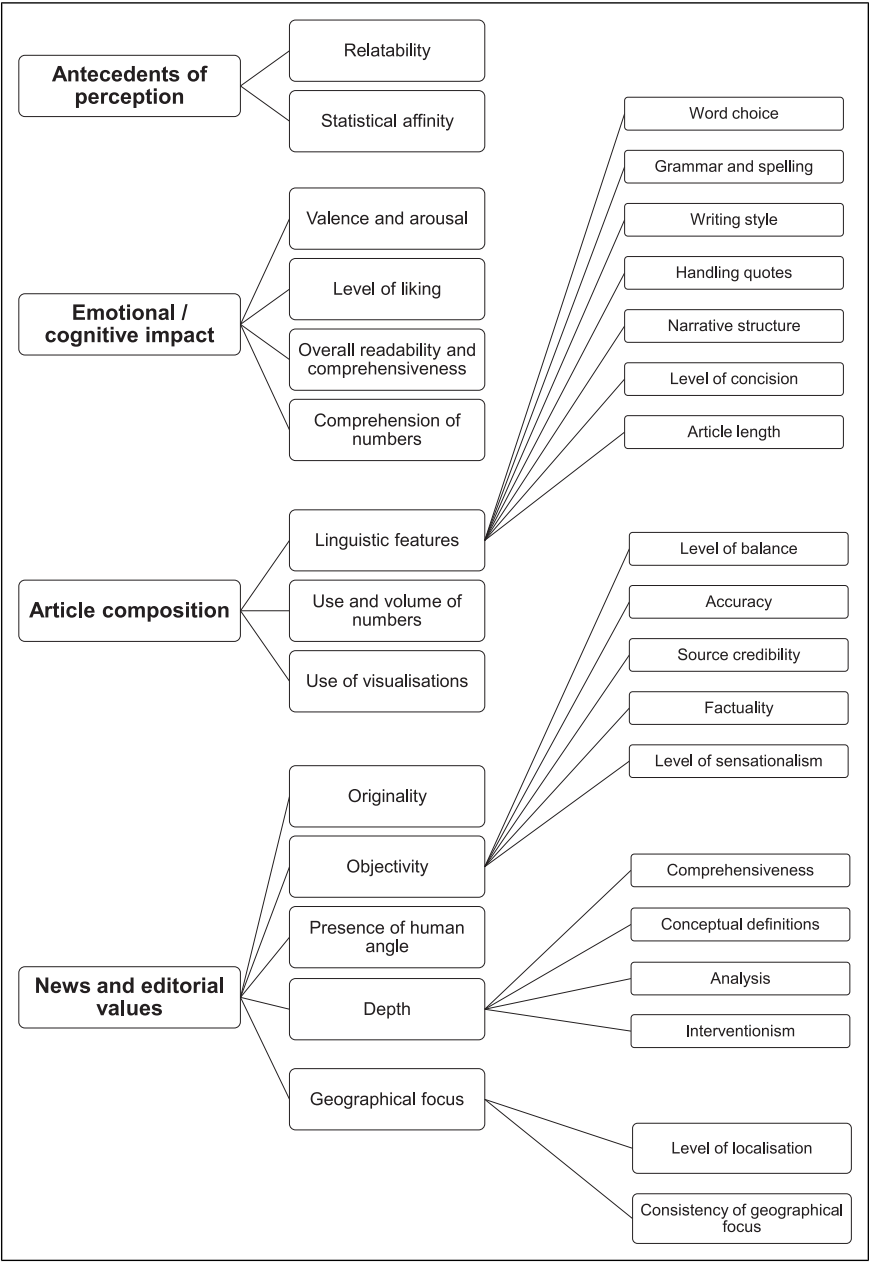 Antecedents of
perception
Relatability
Statistical affinity
Emotional /
cognitive impact
Valence and arousal
Level of liking
Overall readability and
comprehensiveness
Comprehension of
numbers
Article composition
Linguistic features
Word choice
Grammar and spelling
Writing style
Handling quotes
Narrative structure
Level of concision
Article length
Use and volume of
numbers
Use of visualisations
News and editorial
values
Originality
Objectivity
Level of balance
Accuracy
Source credibility
Factuality
Level of sensationalism
Presence of human
angle
Depth
Comprehensiveness
Conceptual definitions
Analysis
Interventionism
Geographical focus
Level of localisation
Consistency of geographical
focus